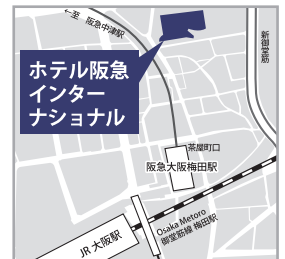 ←至 阪急中津駅
新御堂筋
ホテル阪急
インター
ナショナル
茶屋町口
阪急大阪梅田駅
Osaka Metoro
御堂筋線 梅田駅
JR 大阪駅